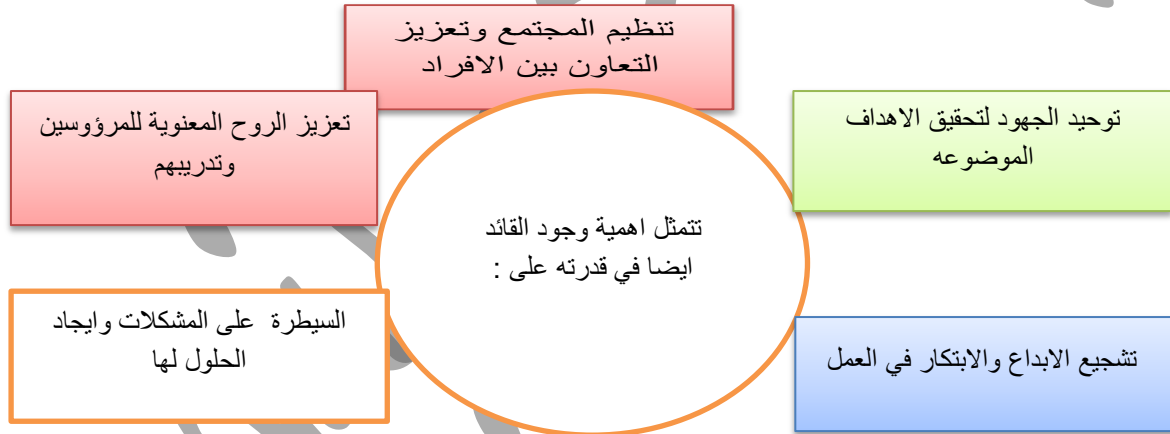 تنظيم المجتمع وتعزيز
التعاون بين الافراد
توحيد الجهود لتحقيق الاهداف
الموضوعه
تعزيز الروح المعنوية للمرؤوسين
وتدريبهم
تتمثل اهمية وجود القائد
ايضا في قدرته على :
السيطرة على المشكلات وايجاد
الحلول لها
تشجيع الابداع والابتكار في العمل